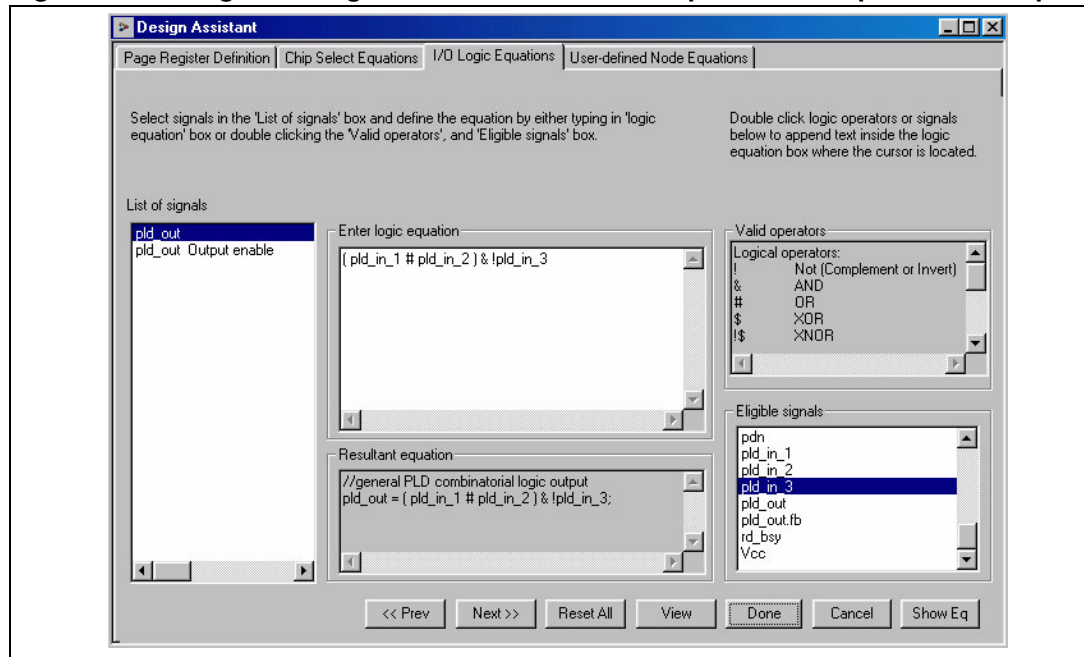 Design Assistant
Page Register Definition Chip Select Equations I/O Logic Equations User-defined Node Equations
Select signals in the 'List of signals' box and define the equation by either typing in 'logic
equation' box or double clicking the 'Valid operators', and 'Eligible signals' box.
Double click logic operators or signals
below to append text inside the logic
equation box where the cursor is located.
List of signals
pld_out
pld_out Output enable
Enter logic equation
( pld_in_1 # pld_in_2 ) & !pld_in_3
Resultant equation
//general PLD combinatorial logic output
pld_out = ( pld_in_1 # pld_in_2 ) & !pld_in_3;
Valid operators
Logical operators:
! Not (Complement or Invert)
& AND
# OR
$ XOR
!$ XNOR
Eligible signals
pdn
pld_in_1
pld_in_2
pld_in_3
pld_out
pld_out.fb
rd_bsy
Vcc
<< Prev Next >> Reset All View Done Cancel Show Eq